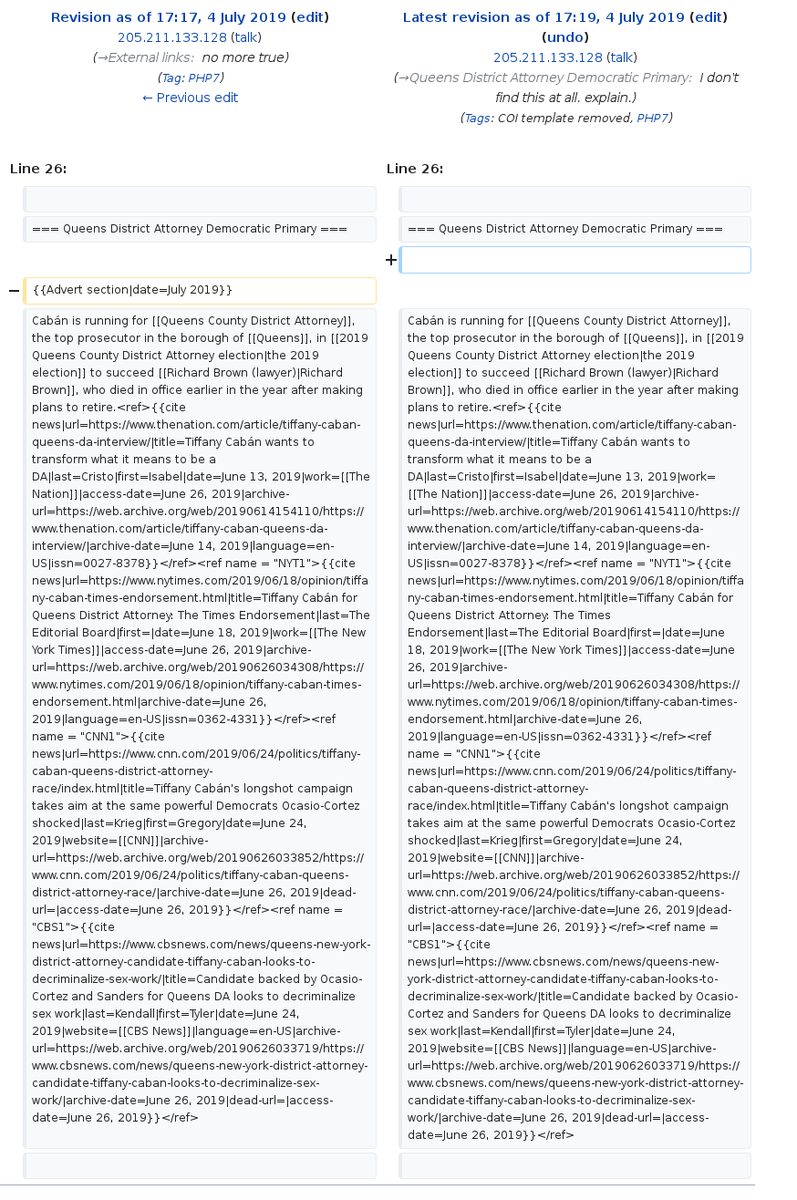 Revision as of 17:17, 4 July 2019 (edit)
205.211.133.128 (talk)
(→External links: no more true)
(Tag: PHP7)
← Previous edit
Latest revision as of 17:19, 4 July 2019 (edit)
(undo)
205.211.133.128 (talk)
(→Queens District Attorney Democratic Primary: I don't
find this at all. explain.)
(Tags: COI template removed, PHP7)
Line 26:
Line 26:
=== Queens District Attorney Democratic Primary ===
=== Queens District Attorney Democratic Primary ===
+
− {{Advert section|date=July 2019}}
Cabán is running for [[Queens County District Attorney]],
the top prosecutor in the borough of [[Queens]], in [[2019
Queens County District Attorney election|the 2019
election]] to succeed [[Richard Brown (lawyer)|Richard
Brown]], who died in office earlier in the year after making
plans to retire.<ref>{{cite
news|url=https://www.thenation.com/article/tiffany-caban-
queens-da-interview/|title=Tiffany Cabán wants to
transform what it means to be a
DA|last=Cristo|first=Isabel|date=June 13, 2019|work=[[The
Nation]]|access-date=June 26, 2019|archive-
url=https://web.archive.org/web/20190614154110/https://
www.thenation.com/article/tiffany-caban-queens-da-
interview/|archive-date=June 14, 2019|language=en-
US|issn=0027-8378}}</ref><ref name = "NYT1">{{cite
news|url=https://www.nytimes.com/2019/06/18/opinion/tiffa
ny-caban-times-endorsement.html|title=Tiffany Cabán for
Queens District Attorney: The Times Endorsement|last=The
Editorial Board|first=|date=June 18, 2019|work=[[The New
York Times]]|access-date=June 26, 2019|archive-
url=https://web.archive.org/web/20190626034308/https://
www.nytimes.com/2019/06/18/opinion/tiffany-caban-times-
endorsement.html|archive-date=June 26,
2019|language=en-US|issn=0362-4331}}</ref><ref
name = "CNN1">{{cite
news|url=https://www.cnn.com/2019/06/24/politics/tiffany-
caban-queens-district-attorney-
race/index.html|title=Tiffany Cabán's longshot campaign
takes aim at the same powerful Democrats Ocasio-Cortez
shocked|last=Krieg|first=Gregory|date=June 24,
2019|website=[[CNN]]|archive-
url=https://web.archive.org/web/20190626033852/https://
www.cnn.com/2019/06/24/politics/tiffany-caban-queens-
district-attorney-race/|archive-date=June 26, 2019|dead-
url=|access-date=June 26, 2019}}</ref><ref name =
"CBS1">{{cite
news|url=https://www.cbsnews.com/news/queens-new-york-
district-attorney-candidate-tiffany-caban-looks-to-
decriminalize-sex-work/|title=Candidate backed by Ocasio-
Cortez and Sanders for Queens DA looks to decriminalize
sex work|last=Kendall|first=Tyler|date=June 24,
2019|website=[[CBS News]]|language=en-US|archive-
url=https://web.archive.org/web/20190626033719/https://
www.cbsnews.com/news/queens-new-york-district-attorney-
candidate-tiffany-caban-looks-to-decriminalize-sex-
work/|archive-date=June 26, 2019|dead-url=|access-
date=June 26, 2019}}</ref>
Cabán is running for [[Queens County District Attorney]],
the top prosecutor in the borough of [[Queens]], in [[2019
Queens County District Attorney election|the 2019
election]] to succeed [[Richard Brown (lawyer)|Richard
Brown]], who died in office earlier in the year after making
plans to retire.<ref>{{cite
news|url=https://www.thenation.com/article/tiffany-caban-
queens-da-interview/|title=Tiffany Cabán wants to
transform what it means to be a
DA|last=Cristo|first=Isabel|date=June 13, 2019|work=
[[The Nation]]|access-date=June 26, 2019|archive-
url=https://web.archive.org/web/20190614154110/https://
www.thenation.com/article/tiffany-caban-queens-da-
interview/|archive-date=June 14, 2019|language=en-
US|issn=0027-8378}}</ref><ref name = "NYT1">{{cite
news|url=https://www.nytimes.com/2019/06/18/opinion/tiffa
ny-caban-times-endorsement.html|title=Tiffany Cabán for
Queens District Attorney: The Times
Endorsement|last=The Editorial Board|first=|date=June
18, 2019|work=[[The New York Times]]|access-date=June
26, 2019|archive-
url=https://web.archive.org/web/20190626034308/https://
www.nytimes.com/2019/06/18/opinion/tiffany-caban-times-
endorsement.html|archive-date=June 26,
2019|language=en-US|issn=0362-4331}}</ref><ref
name = "CNN1">{{cite
news|url=https://www.cnn.com/2019/06/24/politics/tiffany-
caban-queens-district-attorney-
race/index.html|title=Tiffany Cabán's longshot campaign
takes aim at the same powerful Democrats Ocasio-Cortez
shocked|last=Krieg|first=Gregory|date=June 24,
2019|website=[[CNN]]|archive-
url=https://web.archive.org/web/20190626033852/https://
www.cnn.com/2019/06/24/politics/tiffany-caban-queens-
district-attorney-race/|archive-date=June 26, 2019|dead-
url=|access-date=June 26, 2019}}</ref><ref name =
"CBS1">{{cite
news|url=https://www.cbsnews.com/news/queens-new-
york-district-attorney-candidate-tiffany-caban-looks-to-
decriminalize-sex-work/|title=Candidate backed by Ocasio-
Cortez and Sanders for Queens DA looks to decriminalize
sex work|last=Kendall|first=Tyler|date=June 24,
2019|website=[[CBS News]]|language=en-US|archive-
url=https://web.archive.org/web/20190626033719/https://
www.cbsnews.com/news/queens-new-york-district-attorney-
candidate-tiffany-caban-looks-to-decriminalize-sex-
work/|archive-date=June 26, 2019|dead-url=|access-
date=June 26, 2019}}</ref>